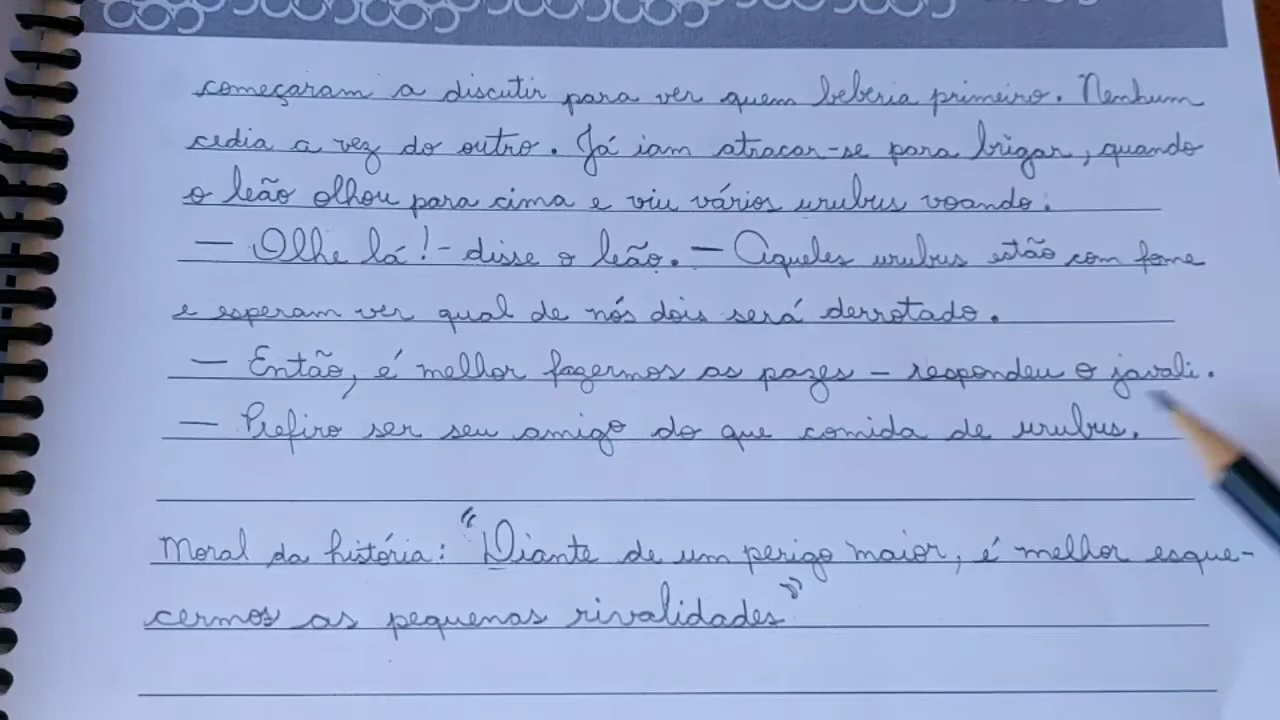 começaram a discutir para ver quem beberia primeiro. Nenhum
cedia a vez do outro. Já iam atracar-se para brigar, quando
o leão olhou para cima e viu vários urubus voando.
— Olhe lá! - disse o leão. — Aqueles urubus estão com fome
e esperam ver qual de nós dois será derrotado.
— Então, é melhor fazermos as pazes - respondeu o javali.
— Prefiro ser seu amigo do que comida de urubus.
Moral da história: "Diante de um perigo maior, é melhor esque-
cermos as pequenas rivalidades"